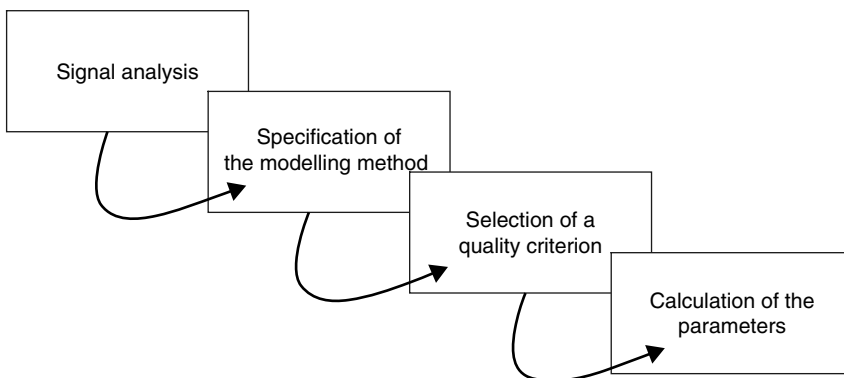 Signal analysis
Specification of
the modelling method
Selection of a
quality criterion
Calculation of the
parameters